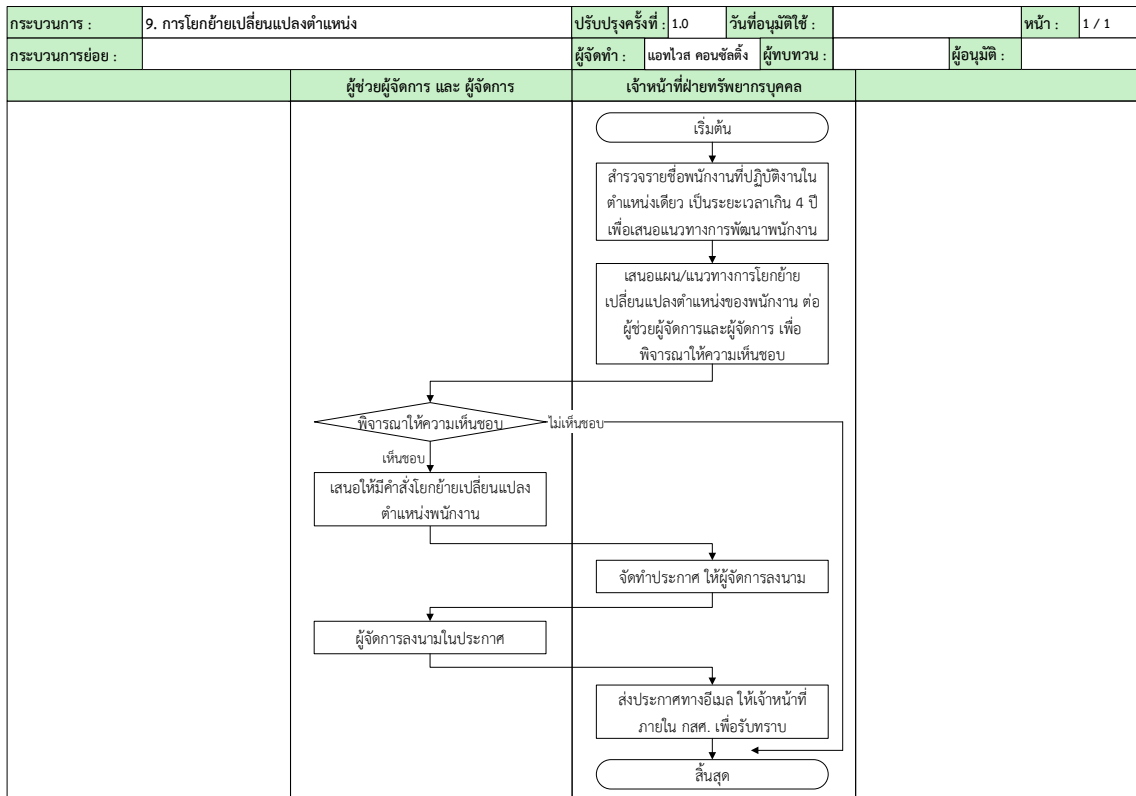 กระบวนการ : 9. การโยกย้ายเปลี่ยนแปลงตำแหน่ง ปรับปรุงครั้งที่ : 1.0 วันที่อนุมัติใช้ : หน้า : 1 / 1
กระบวนการย่อย : ผู้จัดทำ : แอทไวส คอนซัลติ้ง ผู้ทบทวน : ผู้อนุมัติ :
ผู้ช่วยผู้จัดการ และ ผู้จัดการ เจ้าหน้าที่ฝ่ายทรัพยากรบุคคล
เริ่มต้น
สำรวจรายชื่อพนักงานที่ปฏิบัติงานใน
ตำแหน่งเดียว เป็นระยะเวลาเกิน 4 ปี
เพื่อเสนอแนวทางการพัฒนาพนักงาน
เสนอแผน/แนวทางการโยกย้าย
เปลี่ยนแปลงตำแหน่งของพนักงาน ต่อ
ผู้ช่วยผู้จัดการและผู้จัดการ เพื่อ
พิจารณาให้ความเห็นชอบ
พิจารณาให้ความเห็นชอบ ไม่เห็นชอบ
เห็นชอบ
เสนอให้มีคำสั่งโยกย้ายเปลี่ยนแปลง
ตำแหน่งพนักงาน
จัดทำประกาศ ให้ผู้จัดการลงนาม
ผู้จัดการลงนามในประกาศ
ส่งประกาศทางอีเมล ให้เจ้าหน้าที่
ภายใน กสศ. เพื่อรับทราบ
สิ้นสุด